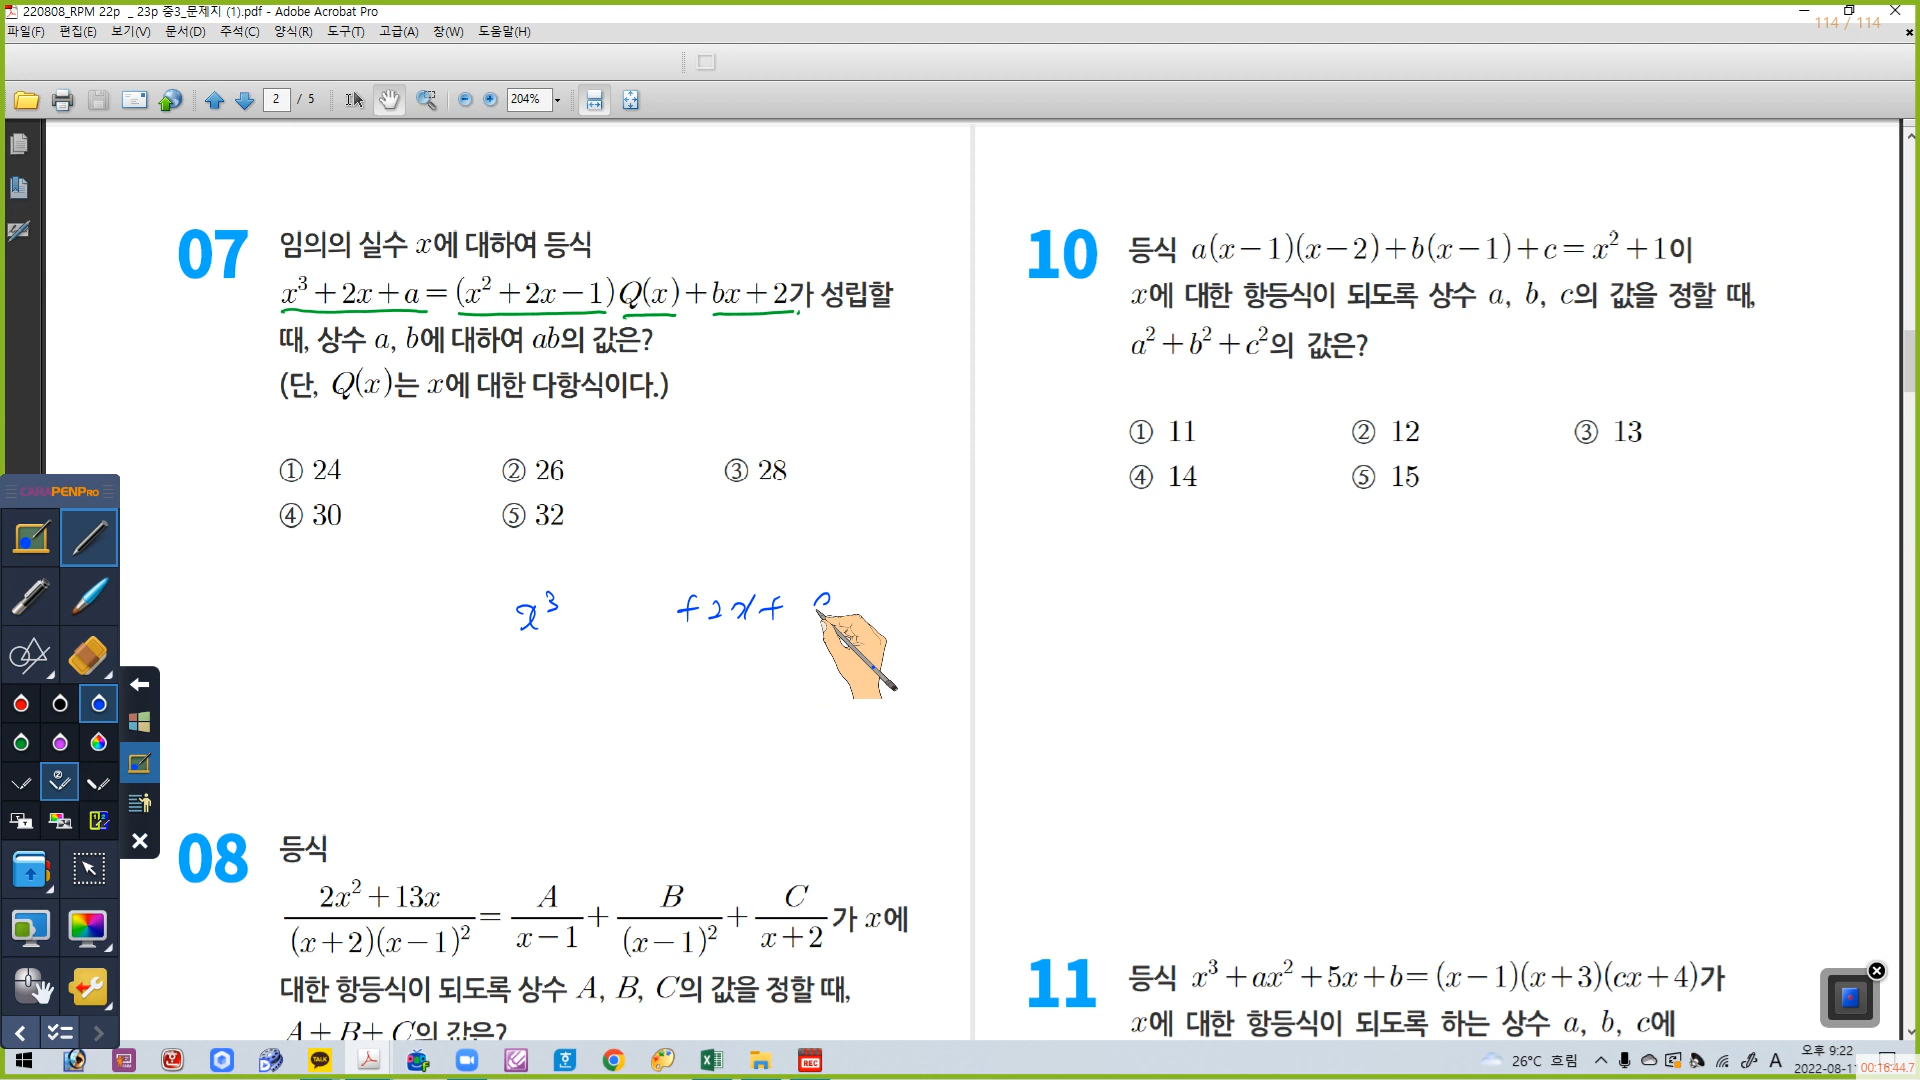 220808_RPM 22p _ 23p 중3_문제지 (1).pdf - Adobe Acrobat Pro
114 / 114
파일(F) 편집(E) 보기(V) 문서(D) 주석(C) 양식(R) 도구(T) 고급(A) 창(W) 도움말(H)
2 / 5 204%
07 임의의 실수 x에 대하여 등식
x³+2x+a=(x²+2x-1)Q(x)+bx+2가 성립할
때, 상수 a, b에 대하여 ab의 값은?
(단, Q(x)는 x에 대한 다항식이다.)
① 24 ② 26 ③ 28
④ 30 ⑤ 32
x³ +2x+
08 등식
(2x²+13x)/((x+2)(x-1)²) = A/(x-1) + B/(x-1)² + C/(x+2)가 x에
대한 항등식이 되도록 상수 A, B, C의 값을 정할 때,
A+B+C의 값은?
10 등식 a(x-1)(x-2)+b(x-1)+c=x²+1이
x에 대한 항등식이 되도록 상수 a, b, c의 값을 정할 때,
a²+b²+c²의 값은?
① 11 ② 12 ③ 13
④ 14 ⑤ 15
11 등식 x³+ax²+5x+b=(x-1)(x+3)(cx+4)가
x에 대한 항등식이 되도록 하는 상수 a, b, c에
CARAPENPRO
TALK
REC
26°C 흐림
A
오후 9:22
2022-08-1
00:16:44.7